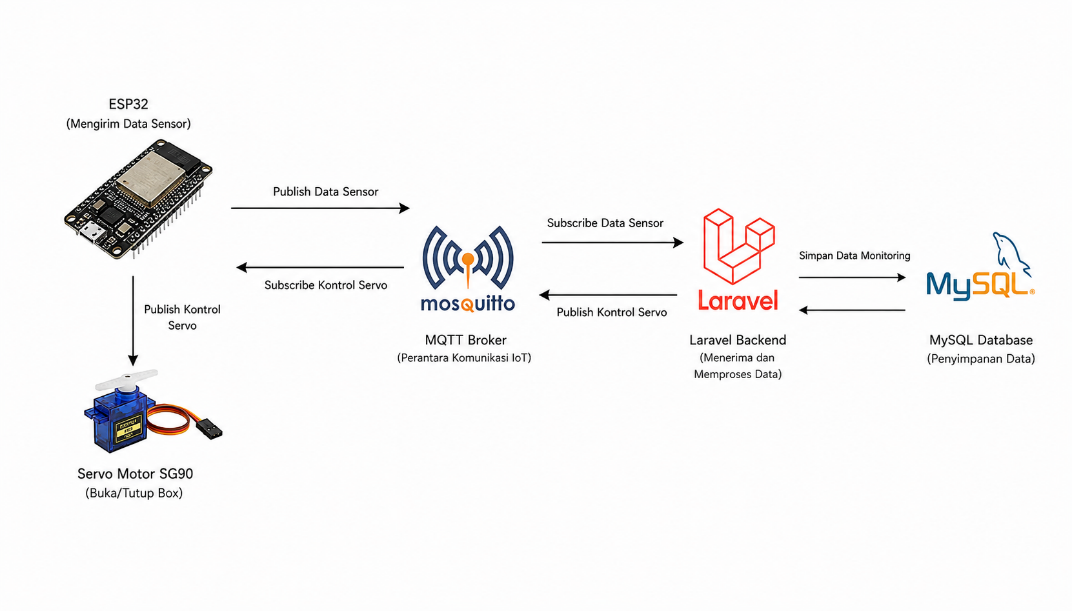 ESP32
(Mengirim Data Sensor)
Publish Data Sensor
Subscribe Kontrol Servo
Publish Kontrol
Servo
Servo Motor SG90
(Buka/Tutup Box)
mosquitto
MQTT Broker
(Perantara Komunikasi IoT)
Subscribe Data Sensor
Publish Kontrol Servo
Laravel
Laravel Backend
(Menerima dan
Memproses Data)
Simpan Data Monitoring
MySQL®
MySQL Database
(Penyimpanan Data)